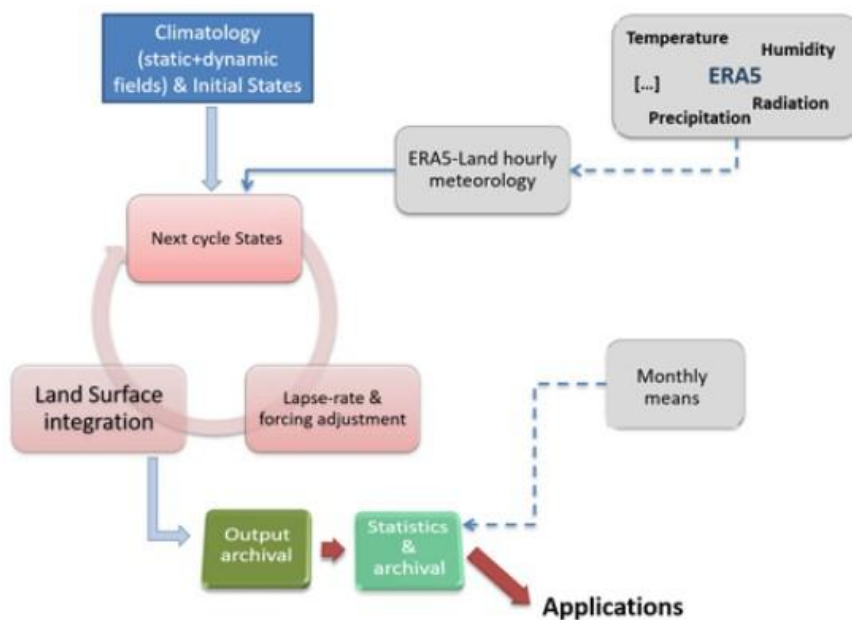 Climatology
(static+dynamic
fields) & Initial States
Temperature
Humidity
[...]
ERA5
Radiation
Precipitation
ERA5-Land hourly
meteorology
Next cycle States
Land Surface
integration
Lapse-rate &
forcing adjustment
Monthly
means
Output
archival
Statistics
&
archival
Applications